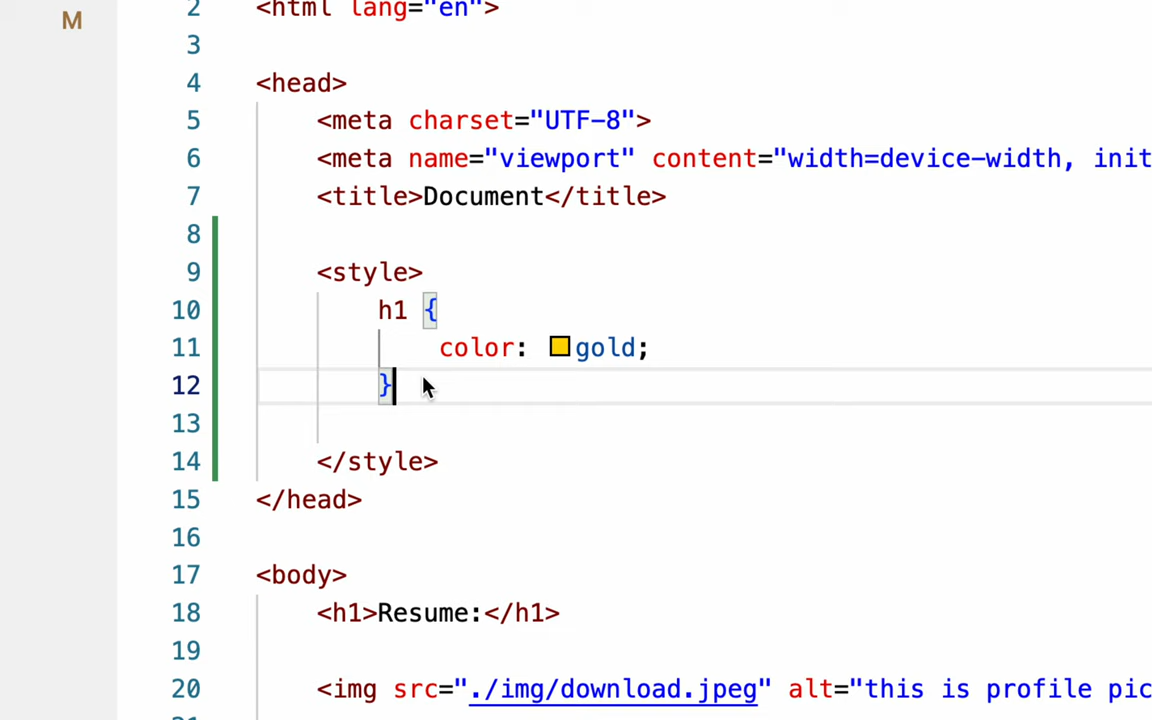 M
2 <html lang="en">
3
4 <head>
5 <meta charset="UTF-8">
6 <meta name="viewport" content="width=device-width, init
7 <title>Document</title>
8
9 <style>
10 h1 {
11 color: gold;
12 }
13
14 </style>
15 </head>
16
17 <body>
18 <h1>Resume:</h1>
19
20 <img src="./img/download.jpeg" alt="this is profile pic